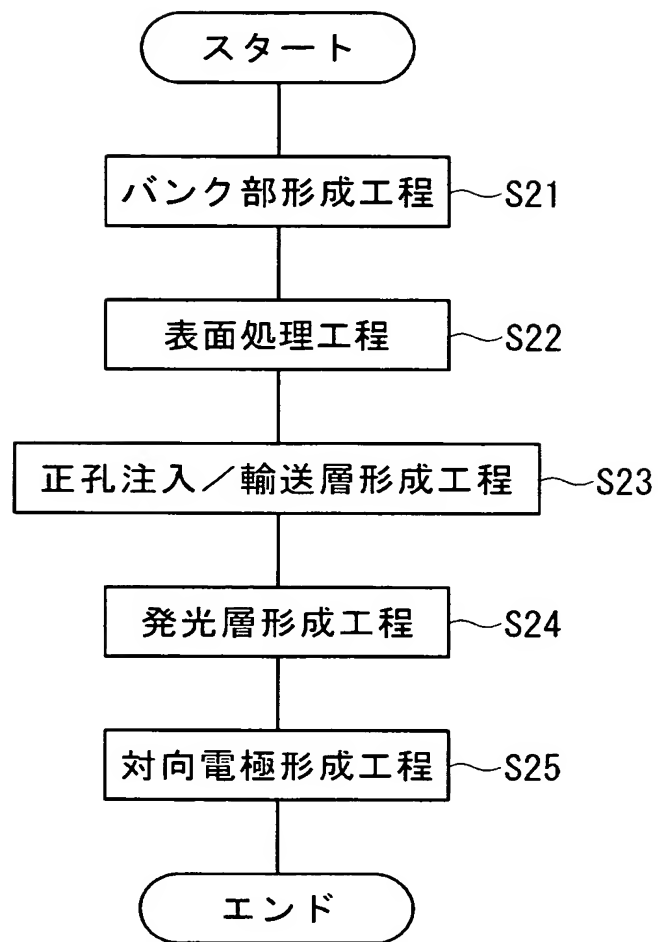 スタート
バンク部形成工程 S21
表面処理工程 S22
正孔注入／輸送層形成工程 S23
発光層形成工程 S24
対向電極形成工程 S25
エンド